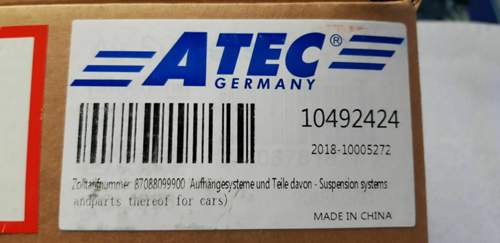 ATEC®
GERMANY
10492424
2018-10005272
Zolltarifnummer 87088099900 Aufhängesysteme und Teile davon - Suspension systems
andparts thereof for cars)
MADE IN CHINA